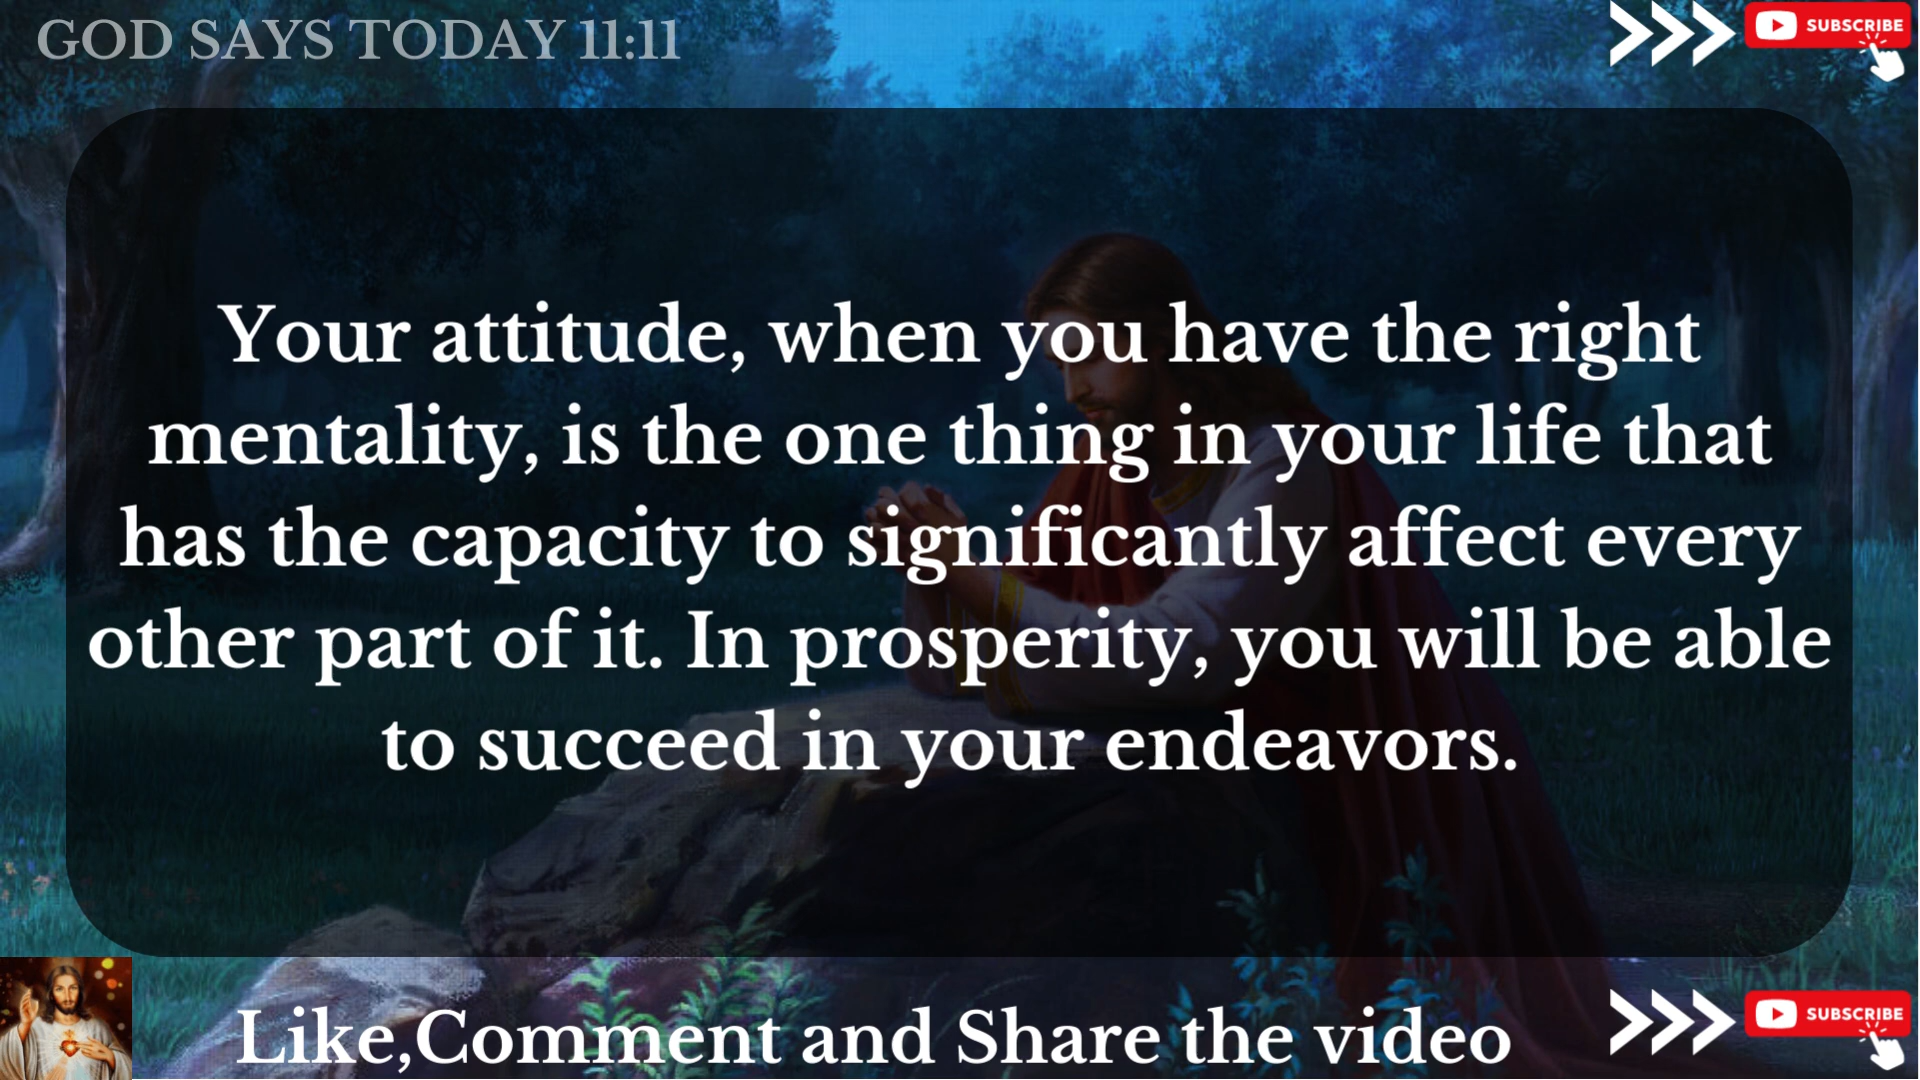 GOD SAYS TODAY 11:11
SUBSCRIBE
Your attitude, when you have the right
mentality, is the one thing in your life that
has the capacity to significantly affect every
other part of it. In prosperity, you will be able
to succeed in your endeavors.
Like,Comment and Share the video
SUBSCRIBE